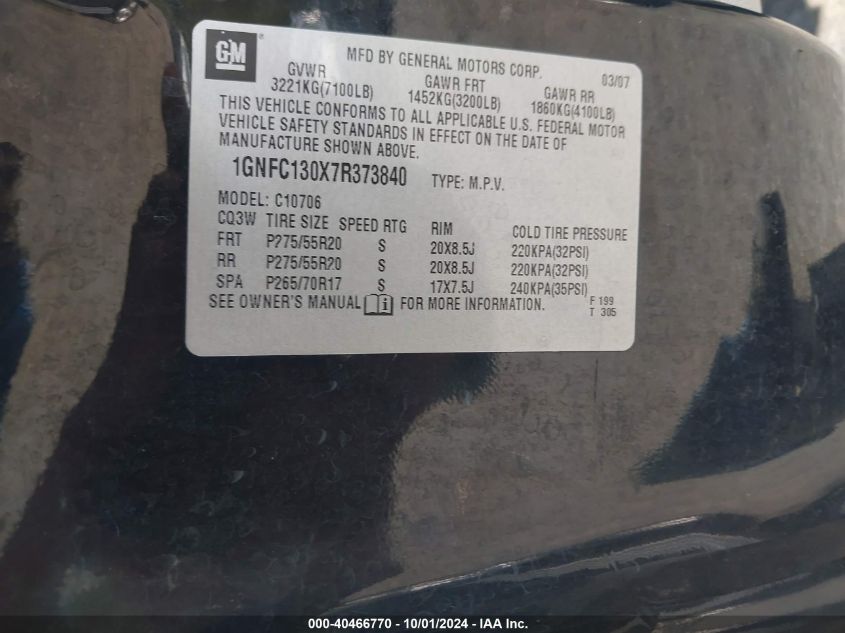 GM
MFD BY GENERAL MOTORS CORP.
03/07
GVWR
GAWR FRT
GAWR RR
3221KG(7100LB)
1452KG(3200LB)
1860KG(4100LB)
THIS VEHICLE CONFORMS TO ALL APPLICABLE U.S. FEDERAL MOTOR
VEHICLE SAFETY STANDARDS IN EFFECT ON THE DATE OF
MANUFACTURE SHOWN ABOVE.
1GNFC130X7R373840 TYPE: M.P.V.
MODEL: C10706
CQ3W TIRE SIZE SPEED RTG RIM COLD TIRE PRESSURE
FRT P275/55R20 S 20X8.5J 220KPA(32PSI)
RR P275/55R20 S 20X8.5J 220KPA(32PSI)
SPA P265/70R17 S 17X7.5J 240KPA(35PSI)
SEE OWNER'S MANUAL i FOR MORE INFORMATION.
F 199
T 305
000-40466770 - 10/01/2024 - IAA Inc.